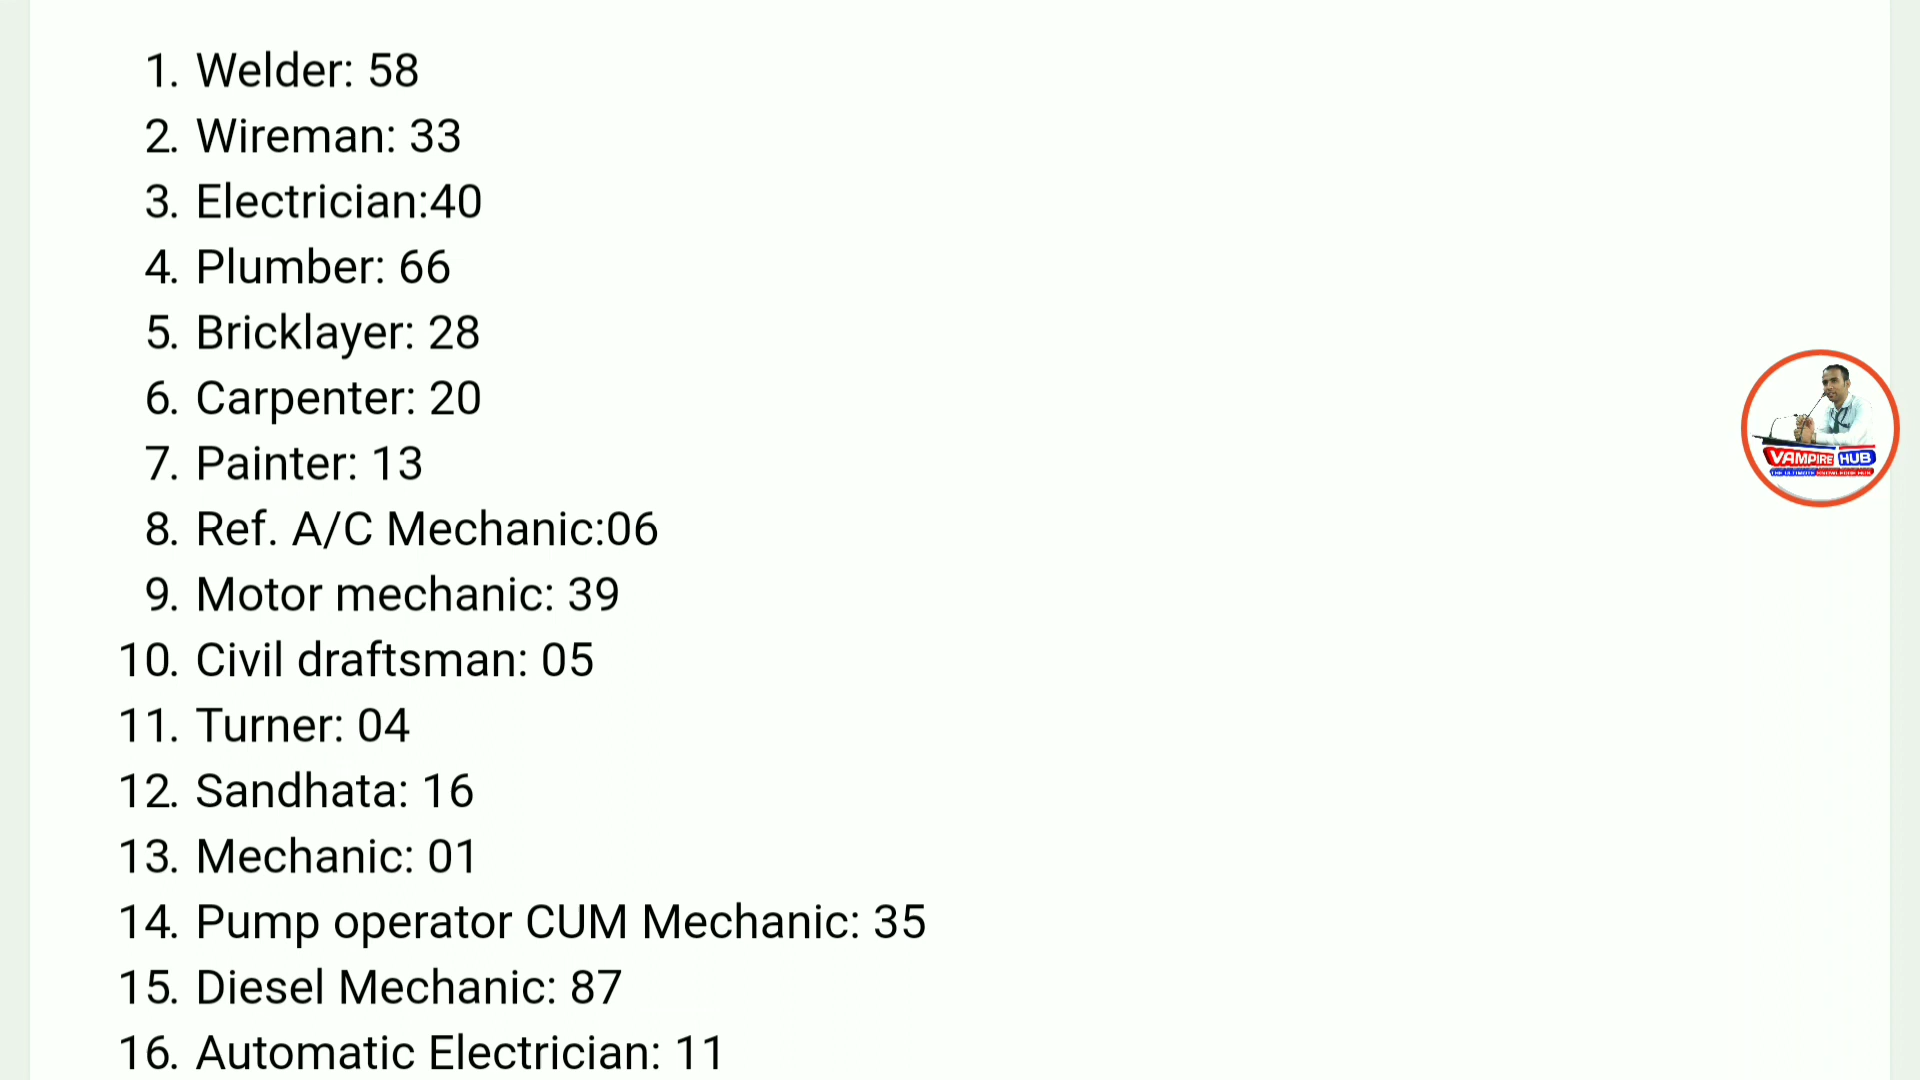 1. Welder: 58
2. Wireman: 33
3. Electrician:40
4. Plumber: 66
5. Bricklayer: 28
6. Carpenter: 20
7. Painter: 13
8. Ref. A/C Mechanic:06
9. Motor mechanic: 39
10. Civil draftsman: 05
11. Turner: 04
12. Sandhata: 16
13. Mechanic: 01
14. Pump operator CUM Mechanic: 35
15. Diesel Mechanic: 87
16. Automatic Electrician: 11
VAMPIRE HUB